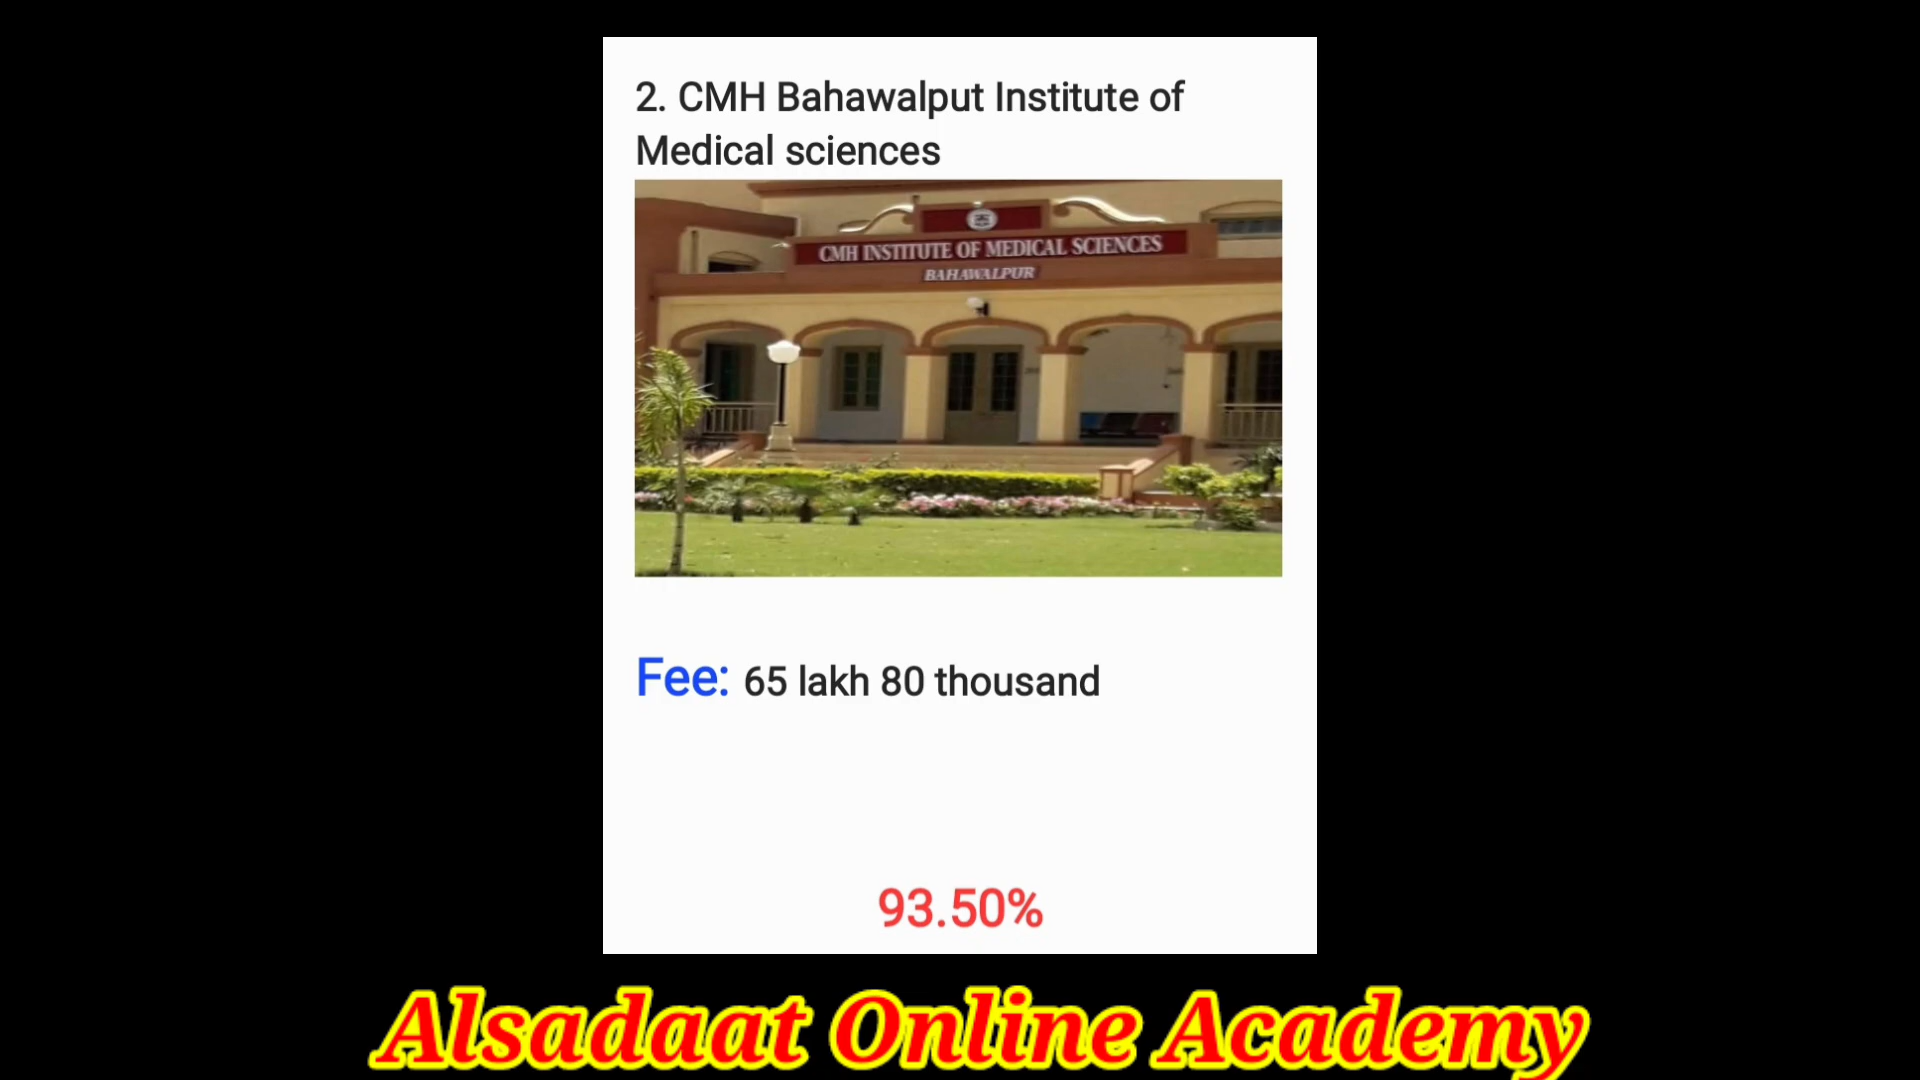 2. CMH Bahawalput Institute of
Medical sciences
CMH INSTITUTE OF MEDICAL SCIENCES
BAHAWALPUR
Fee: 65 lakh 80 thousand
93.50%
Alsadaat Online Academy